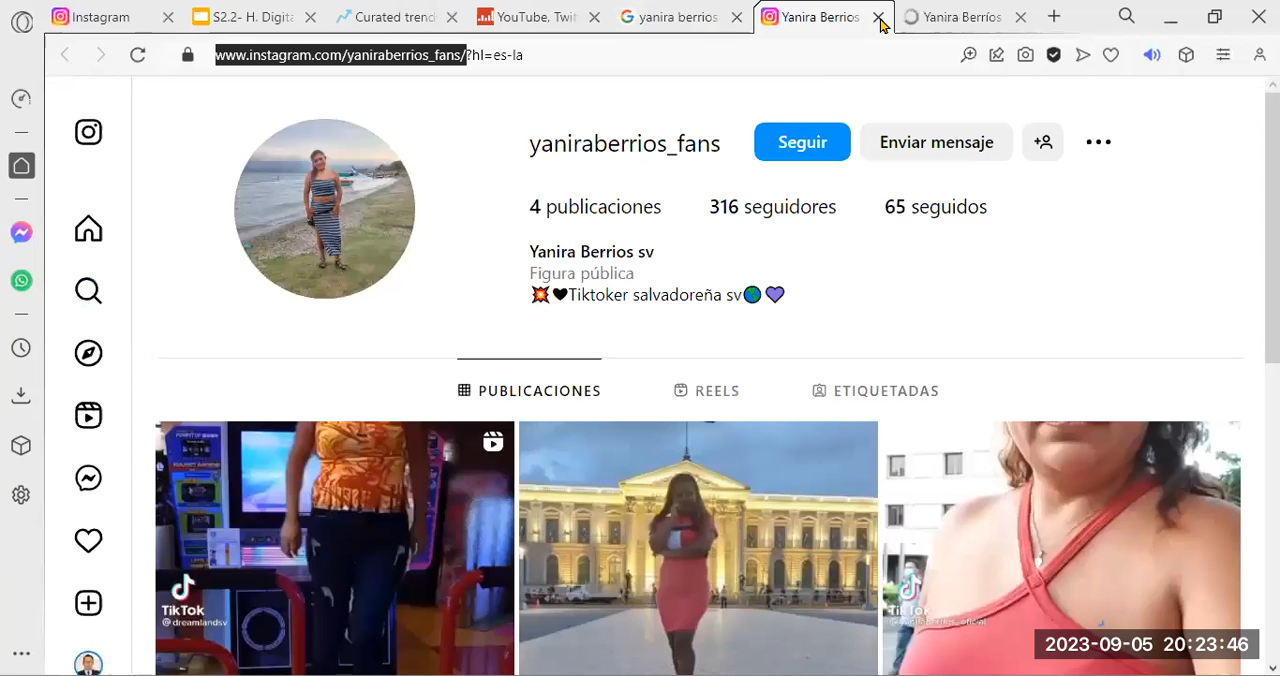 Instagram
S2.2- H. Digita
Curated trend
YouTube, Twi
yanira berrios
Yanira Berrios
Yanira Berríos
www.instagram.com/yaniraberrios_fans/?hl=es-la
yaniraberrios_fans
Seguir
Enviar mensaje
4 publicaciones
316 seguidores
65 seguidos
Yanira Berrios sv
Figura pública
💥🖤Tiktoker salvadoreña sv🌎💜
PUBLICACIONES
REELS
ETIQUETADAS
TikTok
@dreamlandsv
TikTok
2023-09-05 20:23:46